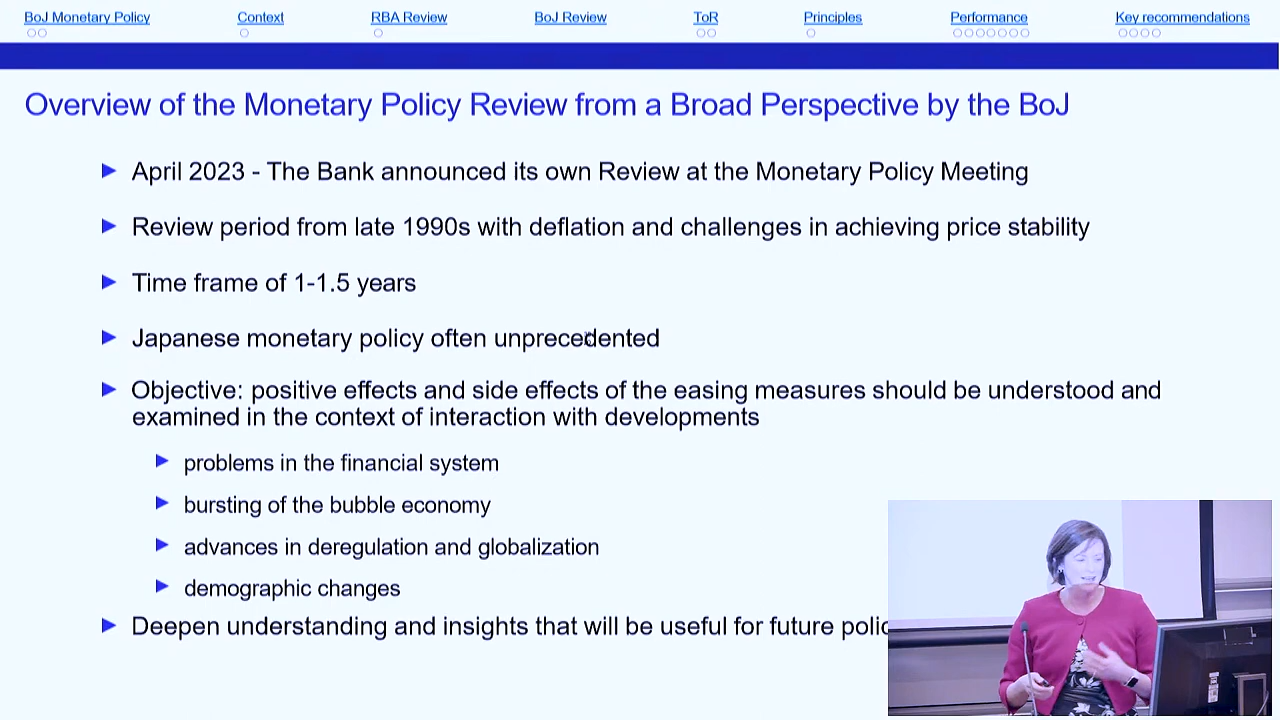 BoJ Monetary Policy Context RBA Review BoJ Review ToR Principles Performance Key recommendations
Overview of the Monetary Policy Review from a Broad Perspective by the BoJ
April 2023 - The Bank announced its own Review at the Monetary Policy Meeting
Review period from late 1990s with deflation and challenges in achieving price stability
Time frame of 1-1.5 years
Japanese monetary policy often unprecedented
Objective: positive effects and side effects of the easing measures should be understood and
examined in the context of interaction with developments
problems in the financial system
bursting of the bubble economy
advances in deregulation and globalization
demographic changes
Deepen understanding and insights that will be useful for future